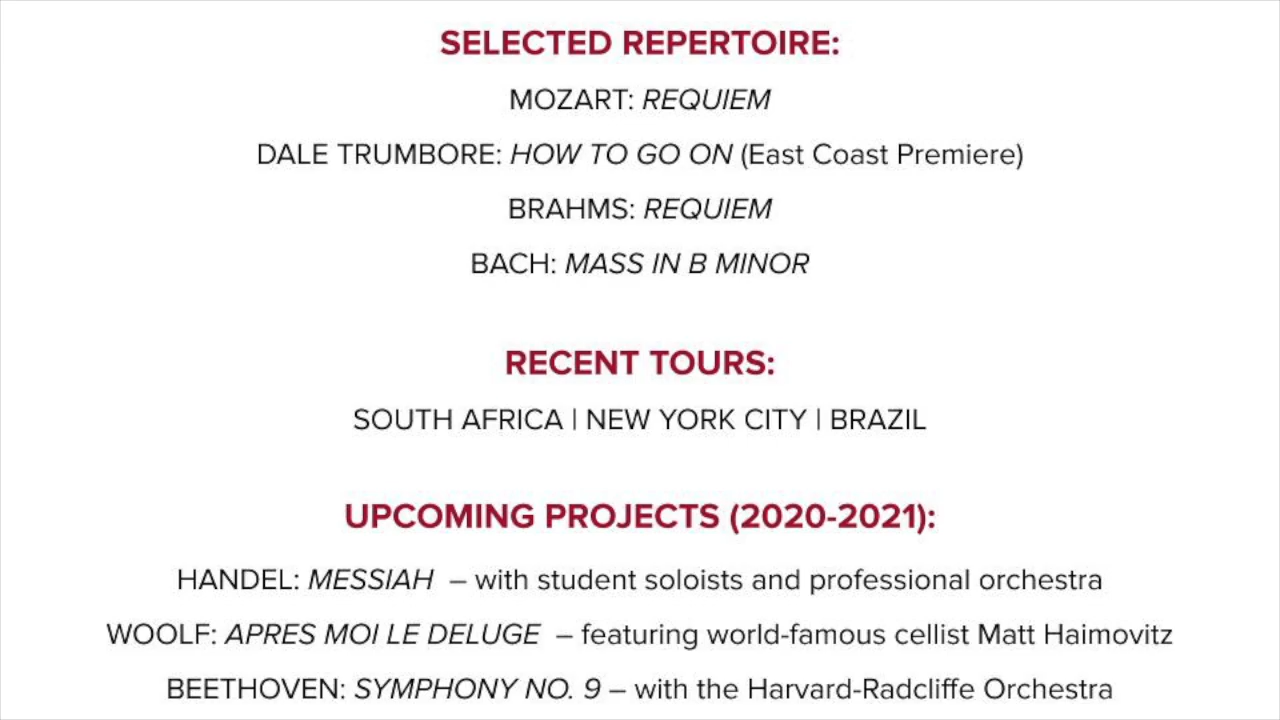 SELECTED REPERTOIRE:
MOZART: REQUIEM
DALE TRUMBORE: HOW TO GO ON (East Coast Premiere)
BRAHMS: REQUIEM
BACH: MASS IN B MINOR
RECENT TOURS:
SOUTH AFRICA | NEW YORK CITY | BRAZIL
UPCOMING PROJECTS (2020-2021):
HANDEL: MESSIAH – with student soloists and professional orchestra
WOOLF: APRES MOI LE DELUGE – featuring world-famous cellist Matt Haimovitz
BEETHOVEN: SYMPHONY NO. 9 – with the Harvard-Radcliffe Orchestra